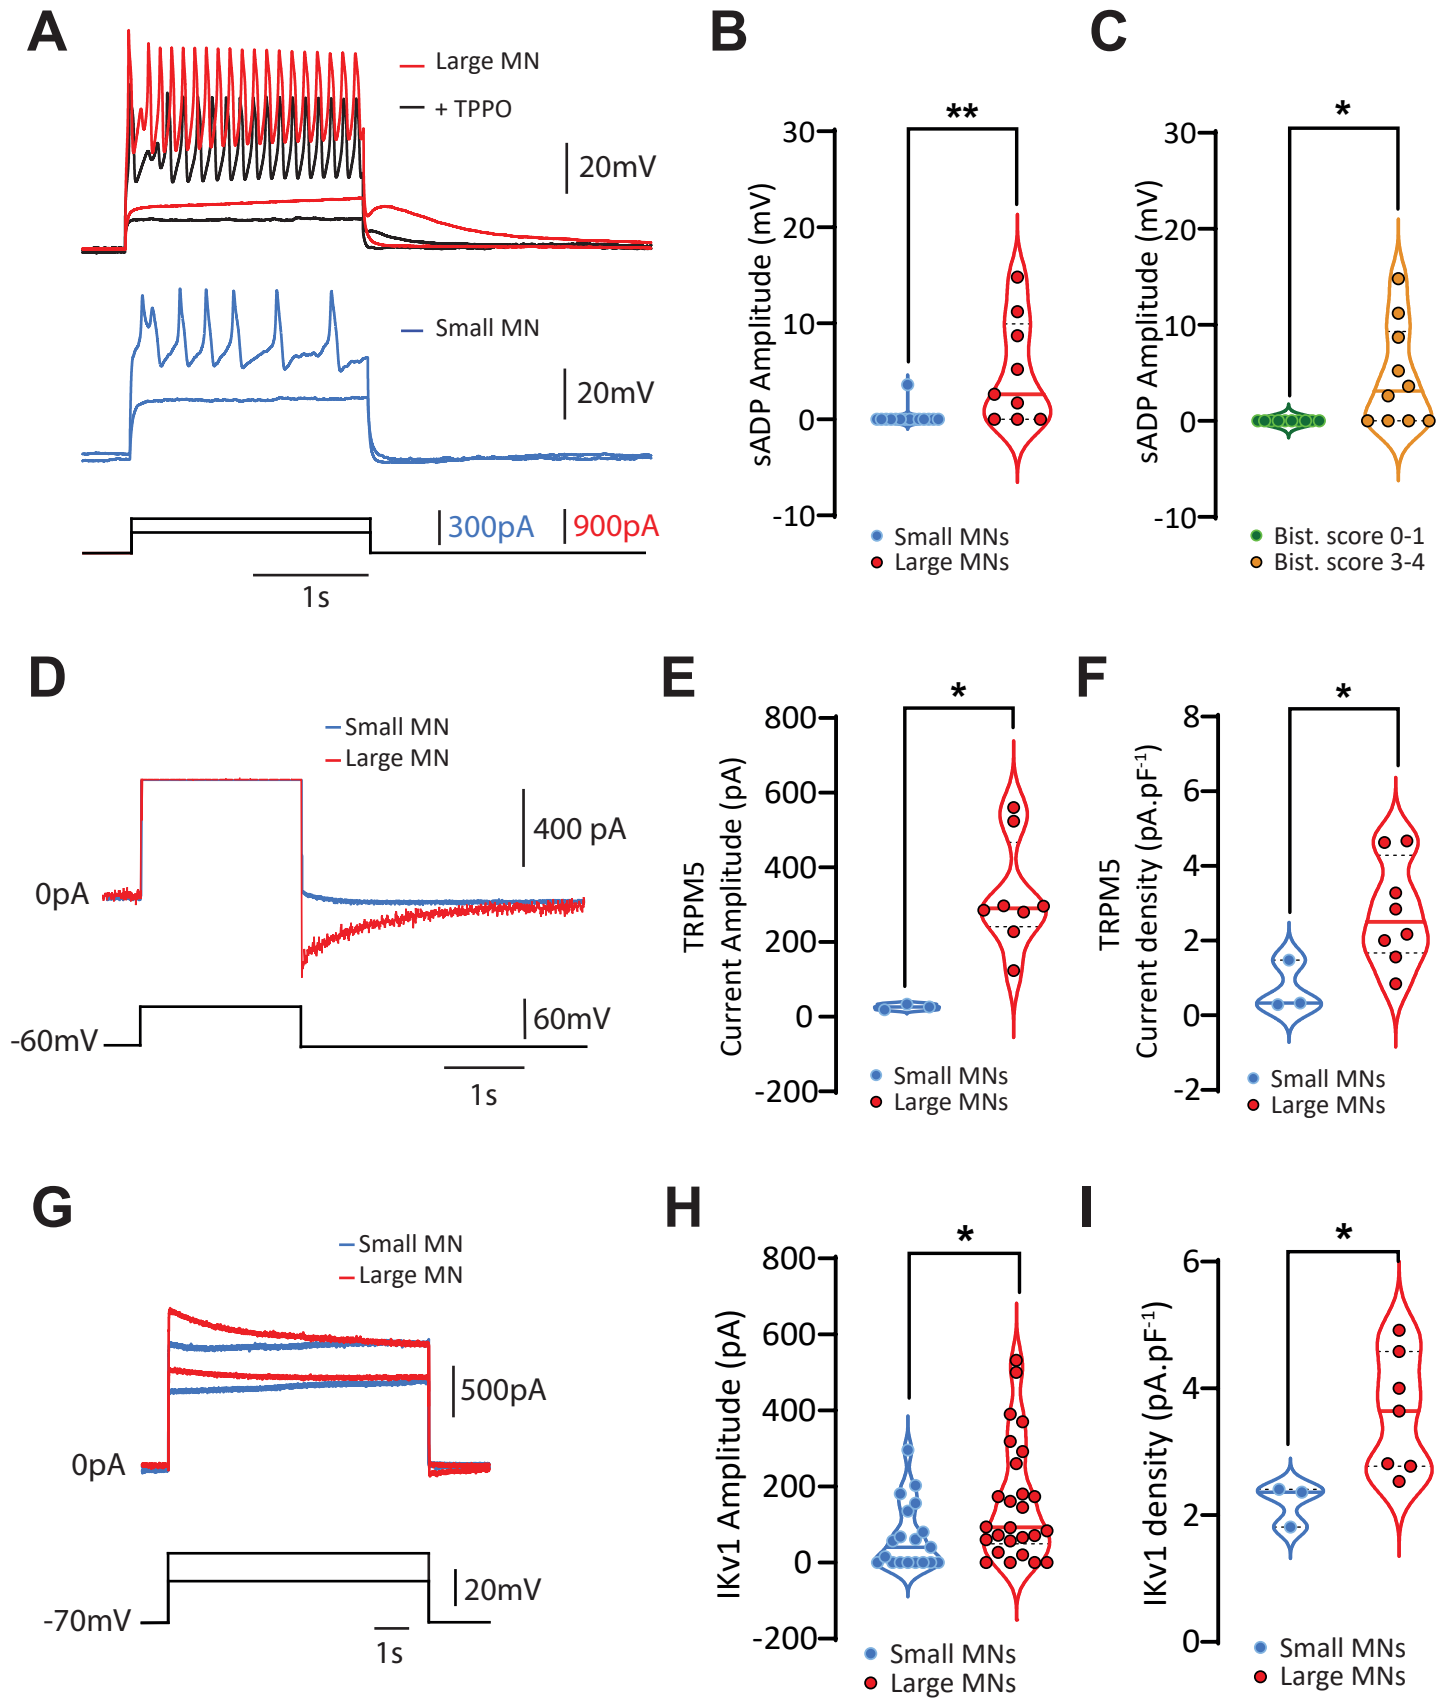 A
Large MN
+ TPPO
20mV
Small MN
20mV
300pA
900pA
1s
B
**
sADP Amplitude (mV)
30
20
10
0
-10
Small MNs
Large MNs
C
*
sADP Amplitude (mV)
30
20
10
0
-10
Bist. score 0-1
Bist. score 3-4
D
Small MN
Large MN
400 pA
0pA
60mV
-60mV
1s
E
*
TRPM5
Current Amplitude (pA)
800
600
400
200
0
-200
Small MNs
Large MNs
F
*
TRPM5
Current density (pA.pF⁻¹)
8
6
4
2
0
-2
Small MNs
Large MNs
G
Small MN
Large MN
500pA
0pA
20mV
-70mV
1s
H
*
IKv1 Amplitude (pA)
800
600
400
200
0
-200
Small MNs
Large MNs
I
*
IKv1 density (pA.pF⁻¹)
6
4
2
0
Small MNs
Large MNs